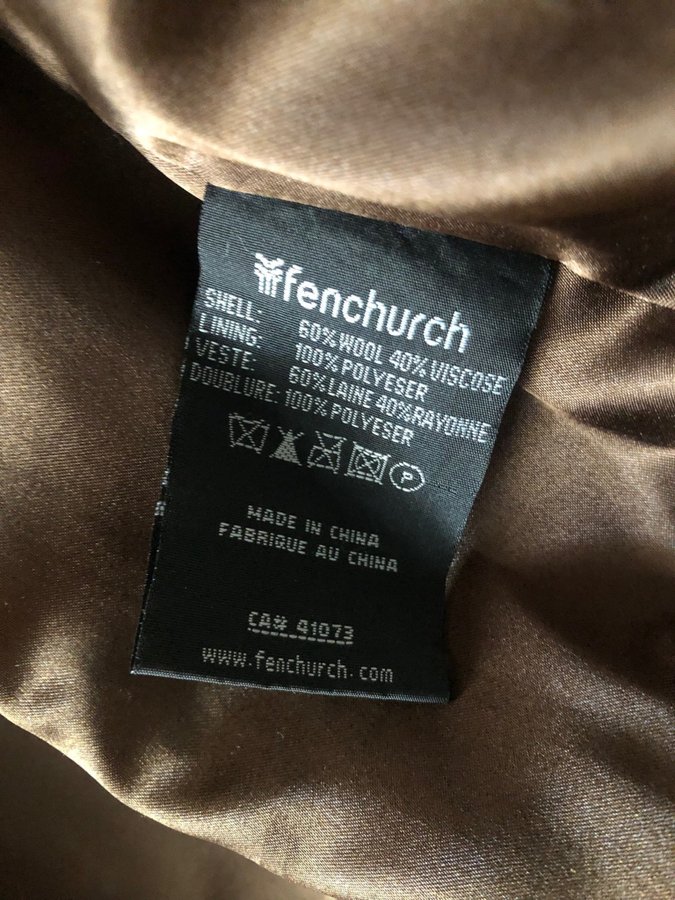 fenchurch
SHELL: 60% WOOL 40% VISCOSE
LINING: 100% POLYESER
VESTE: 60% LAINE 40% RAYONNE
DOUBLURE: 100% POLYESER
P
MADE IN CHINA
FABRIQUE AU CHINA
CA# 41073
www.fenchurch.com